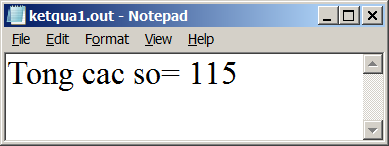 ketqua1.out - Notepad
File Edit Format View Help
Tong cac so= 115